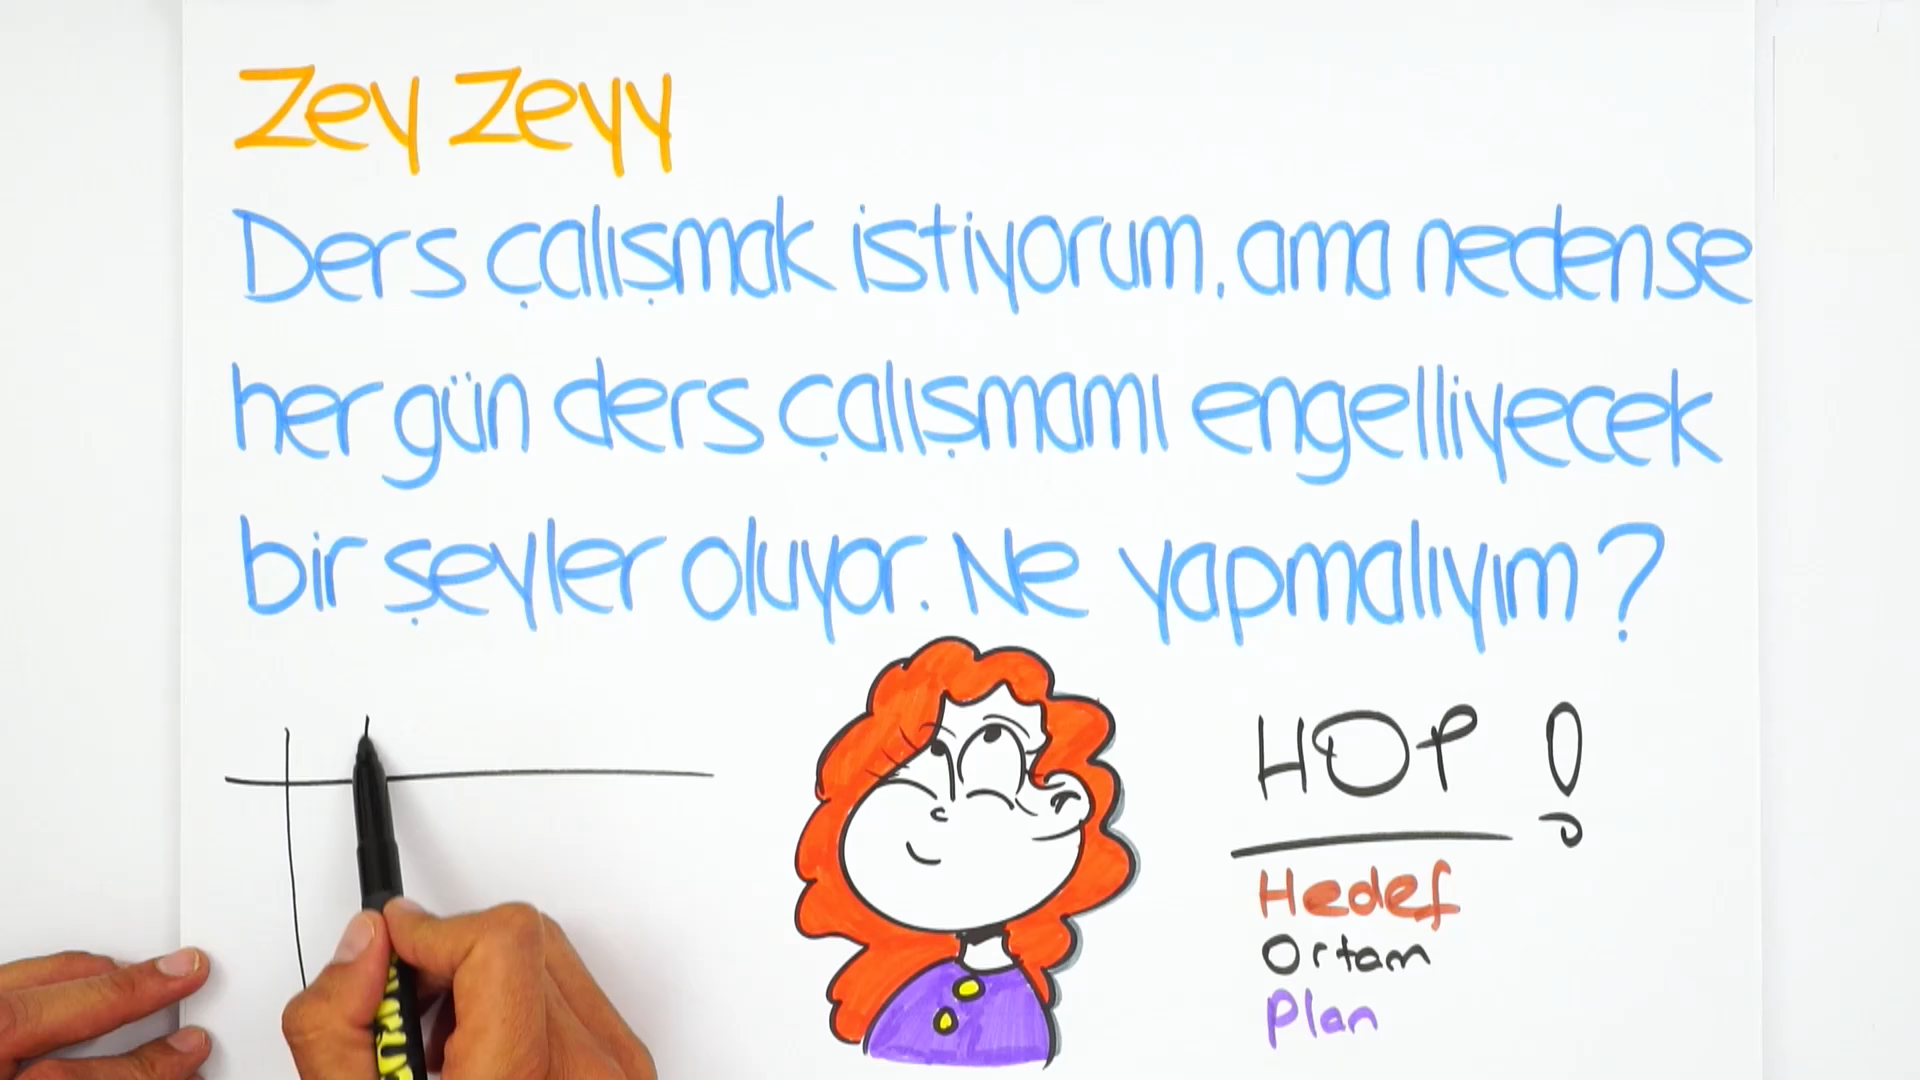 Zey Zeyy
Ders çalışmak istiyorum. ama nedense
her gün ders çalışmamı engelliyecek
bir şeyler oluyor. Ne yapmalıyım?
HOP!
Hedef
Ortam
Plan